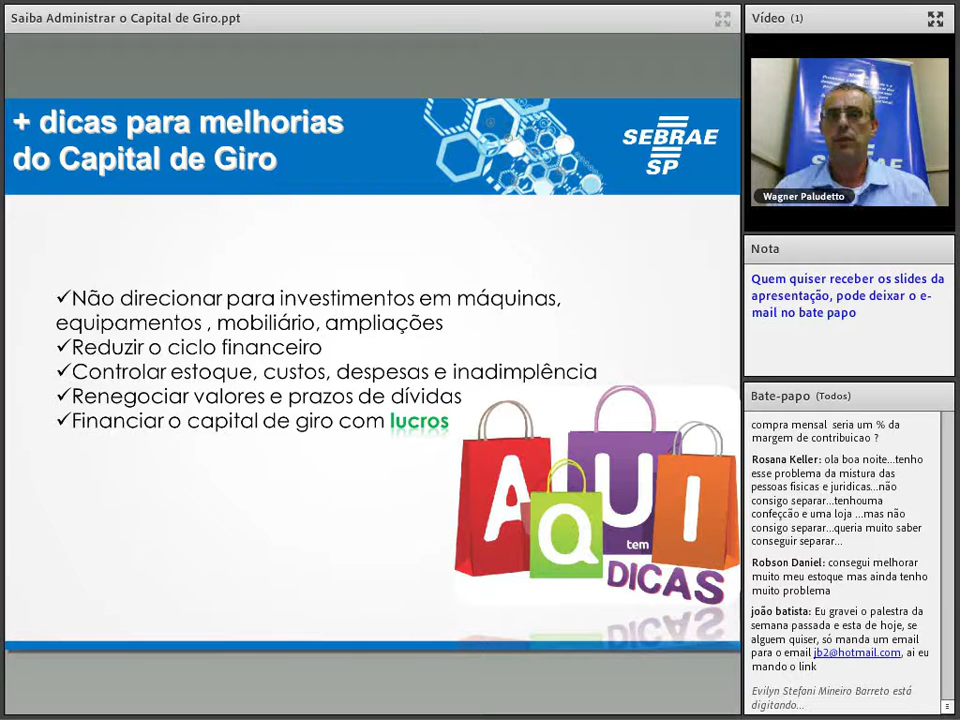 Saiba Administrar o Capital de Giro.ppt
+ dicas para melhorias
do Capital de Giro
SEBRAE
SP
✓Não direcionar para investimentos em máquinas,
equipamentos , mobiliário, ampliações
✓Reduzir o ciclo financeiro
✓Controlar estoque, custos, despesas e inadimplência
✓Renegociar valores e prazos de dívidas
✓Financiar o capital de giro com lucros
AQUI
tem
DICAS
Vídeo (1)
Wagner Paludetto
Nota
Quem quiser receber os slides da
apresentação, pode deixar o e-
mail no bate papo
Bate-papo (Todos)
compra mensal seria um % da
margem de contribuicao ?
Rosana Keller: ola boa noite...tenho
esse problema da mistura das
pessoas fisicas e juridicas...não
consigo separar...tenhouma
confecção e uma loja ...mas não
consigo separar...queria muito saber
conseguir separar...
Robson Daniel: consegui melhorar
muito meu estoque mas ainda tenho
muito problema
joão batista: Eu gravei o palestra da
semana passada e esta de hoje, se
alguem quiser, só manda um email
para o email jb2@hotmail.com, ai eu
mando o link
Evilyn Stefani Mineiro Barreto está
digitando...